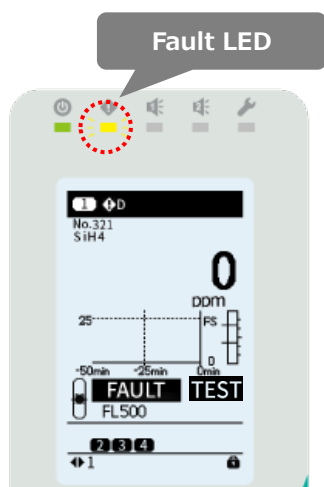 Fault LED
1 D
No.321
SiH4
0
ppm
25
FS
0
-50min -25min 0min
FAULT TEST
FL500
2 3 4
1